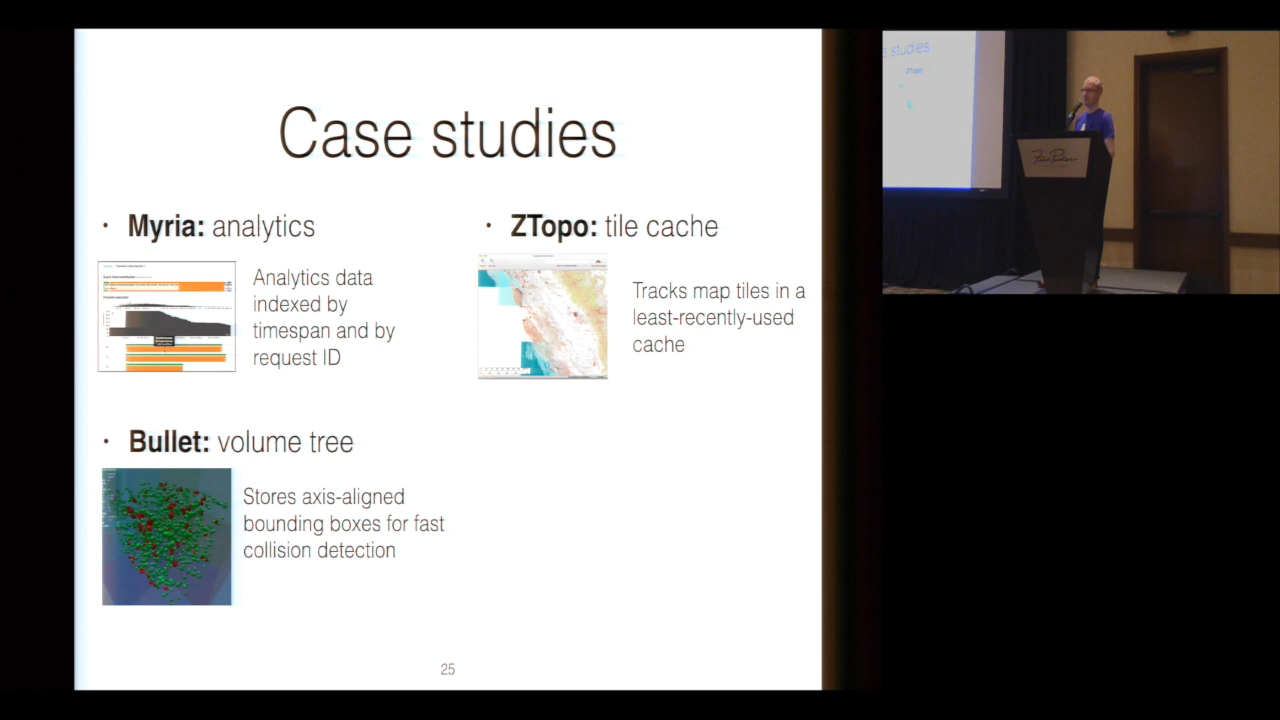 Case studies
• Myria: analytics
Analytics data
indexed by
timespan and by
request ID
• ZTopo: tile cache
Tracks map tiles in a
least-recently-used
cache
• Bullet: volume tree
Stores axis-aligned
bounding boxes for fast
collision detection
25
e studies
ZTopo: